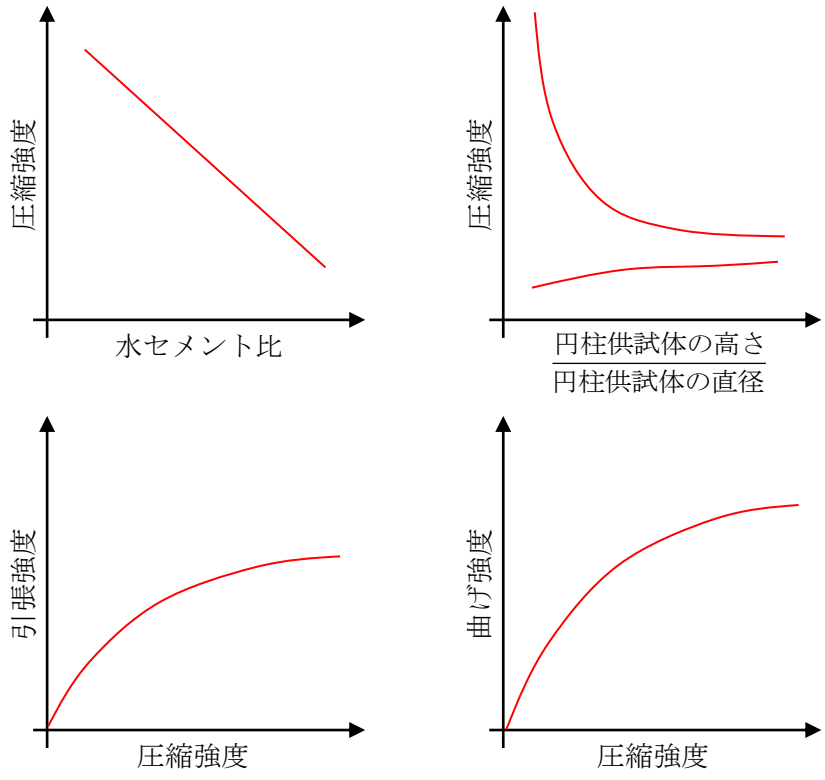 圧縮強度
水セメント比
圧縮強度
円柱供試体の高さ
円柱供試体の直径
引張強度
圧縮強度
曲げ強度
圧縮強度